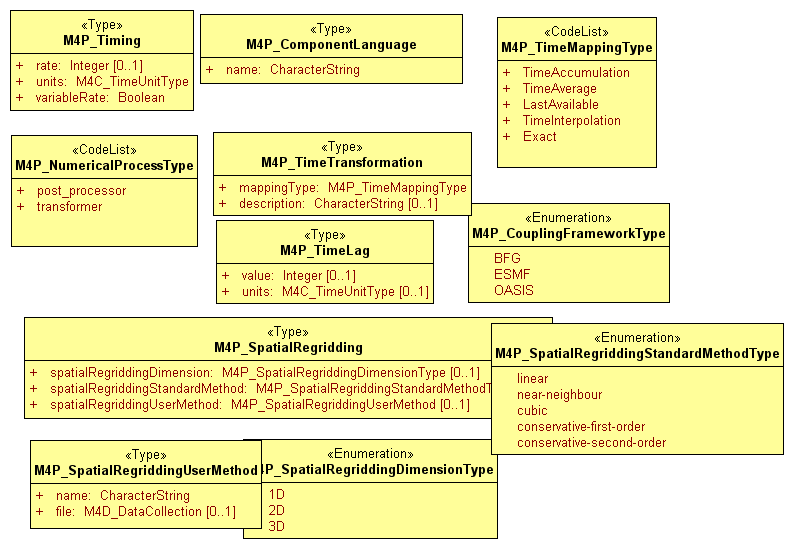 «Type»
M4P_Timing
+ rate: Integer [0..1]
+ units: M4C_TimeUnitType
+ variableRate: Boolean
«Type»
M4P_ComponentLanguage
+ name: CharacterString
«CodeList»
M4P_TimeMappingType
+ TimeAccumulation
+ TimeAverage
+ LastAvailable
+ TimeInterpolation
+ Exact
«CodeList»
M4P_NumericalProcessType
+ post_processor
+ transformer
«Type»
M4P_TimeTransformation
+ mappingType: M4P_TimeMappingType
+ description: CharacterString [0..1]
«Type»
M4P_TimeLag
+ value: Integer [0..1]
+ units: M4C_TimeUnitType [0..1]
«Enumeration»
M4P_CouplingFrameworkType
BFG
ESMF
OASIS
«Type»
M4P_SpatialRegridding
+ spatialRegriddingDimension: M4P_SpatialRegriddingDimensionType [0..1]
+ spatialRegriddingStandardMethod: M4P_SpatialRegriddingStandardMethodT
+ spatialRegriddingUserMethod: M4P_SpatialRegriddingUserMethod [0..1]
«Enumeration»
M4P_SpatialRegriddingStandardMethodType
linear
near-neighbour
cubic
conservative-first-order
conservative-second-order
«Type»
M4P_SpatialRegriddingUserMethod
+ name: CharacterString
+ file: M4D_DataCollection [0..1]
«Enumeration»
P_SpatialRegriddingDimensionType
1D
2D
3D